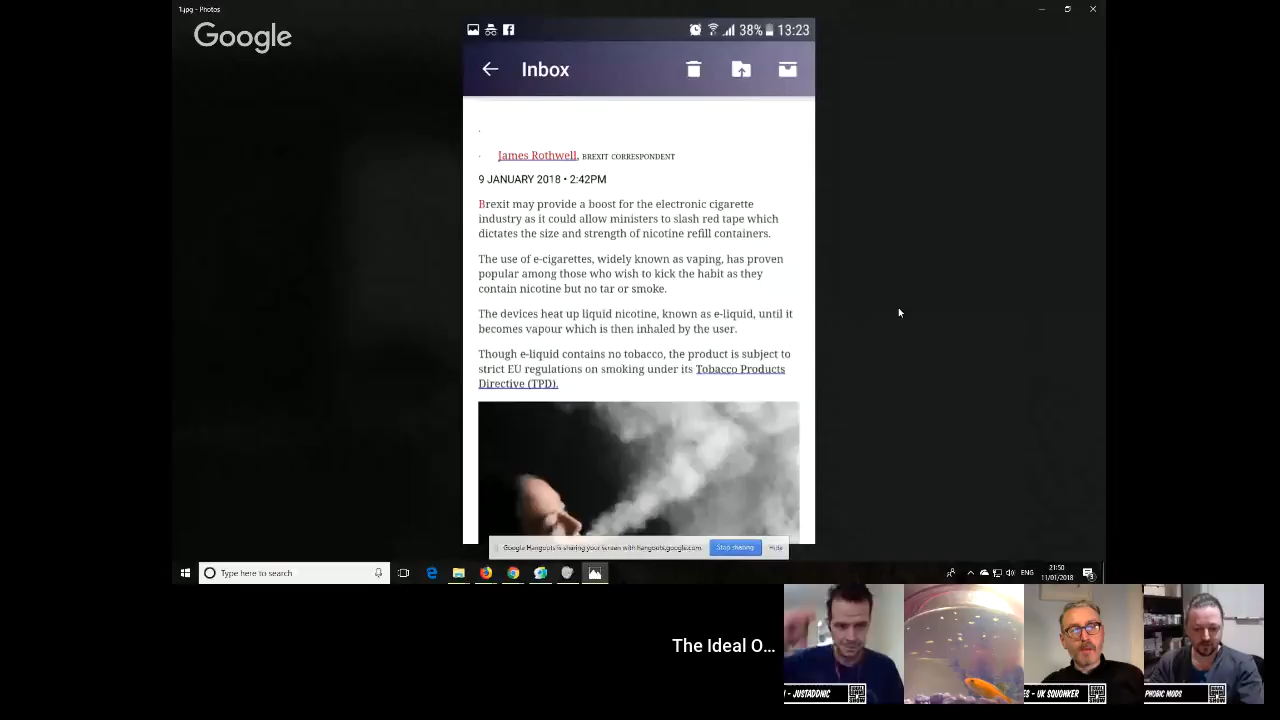 1.jpg - Photos
Google
38% 13:23
Inbox
James Rothwell, BREXIT CORRESPONDENT
9 JANUARY 2018 • 2:42PM
Brexit may provide a boost for the electronic cigarette
industry as it could allow ministers to slash red tape which
dictates the size and strength of nicotine refill containers.
The use of e-cigarettes, widely known as vaping, has proven
popular among those who wish to kick the habit as they
contain nicotine but no tar or smoke.
The devices heat up liquid nicotine, known as e-liquid, until it
becomes vapour which is then inhaled by the user.
Though e-liquid contains no tobacco, the product is subject to
strict EU regulations on smoking under its Tobacco Products
Directive (TPD).
Google Hangouts is sharing your screen with hangouts.google.com.
Stop sharing
Hide
Type here to search
ENG
21:50
11/01/2018
The Ideal O...
- JUSTADDNIC
ES - UK SQUONKER
PHOBIC MODS